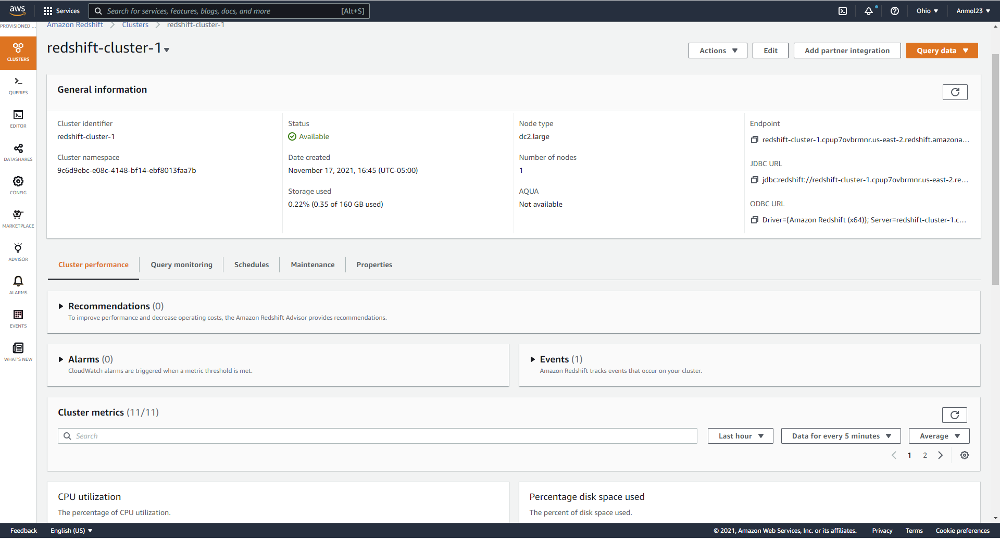 aws
Services
Search for services, features, blogs, docs, and more
[Alt+S]
Ohio
Anmol23
PROVISIONED ...
CLUSTERS
QUERIES
EDITOR
DATASHARES
CONFIG
MARKETPLACE
ADVISOR
ALARMS
EVENTS
WHAT'S NEW
Amazon Redshift
Clusters
redshift-cluster-1
redshift-cluster-1
Actions
Edit
Add partner integration
Query data
General information
Cluster identifier
redshift-cluster-1
Cluster namespace
9c6d9ebc-e08c-4148-bf14-ebf8013faa7b
Status
Available
Date created
November 17, 2021, 16:45 (UTC-05:00)
Storage used
0.22% (0.35 of 160 GB used)
Node type
dc2.large
Number of nodes
1
AQUA
Not available
Endpoint
redshift-cluster-1.cpup7ovbrmnr.us-east-2.redshift.amazona...
JDBC URL
jdbc:redshift://redshift-cluster-1.cpup7ovbrmnr.us-east-2.re...
ODBC URL
Driver={Amazon Redshift (x64)}; Server=redshift-cluster-1.c...
Cluster performance
Query monitoring
Schedules
Maintenance
Properties
Recommendations (0)
To improve performance and decrease operating costs, the Amazon Redshift Advisor provides recommendations.
Alarms (0)
CloudWatch alarms are triggered when a metric threshold is met.
Events (1)
Amazon Redshift tracks events that occur on your cluster.
Cluster metrics (11/11)
Search
Last hour
Data for every 5 minutes
Average
1
2
CPU utilization
The percentage of CPU utilization.
Percentage disk space used
The percent of disk space used.
Feedback
English (US)
© 2021, Amazon Web Services, Inc. or its affiliates.
Privacy
Terms
Cookie preferences